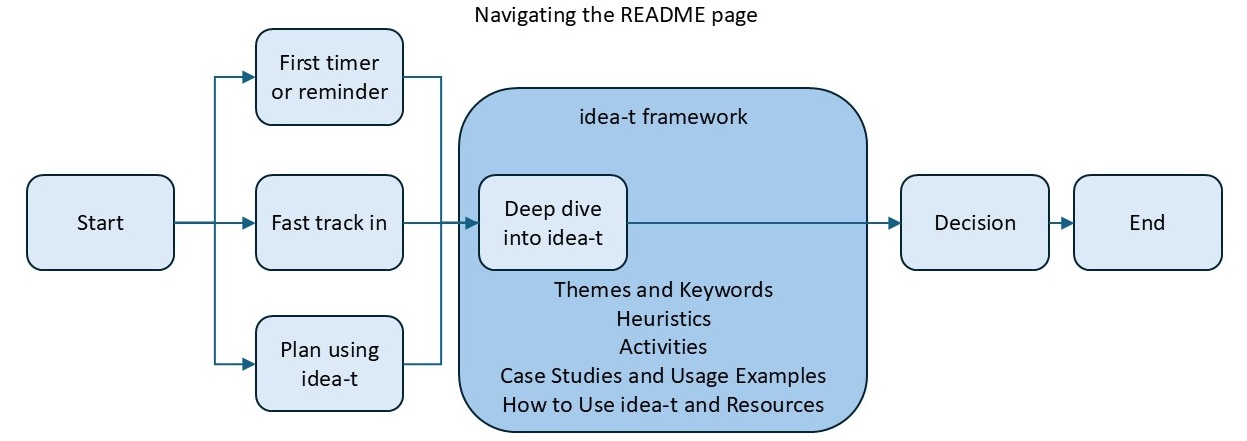 Navigating the README page
First timer
or reminder
idea-t framework
Start
Fast track in
Deep dive
into idea-t
Decision
End
Plan using
idea-t
Themes and Keywords
Heuristics
Activities
Case Studies and Usage Examples
How to Use idea-t and Resources